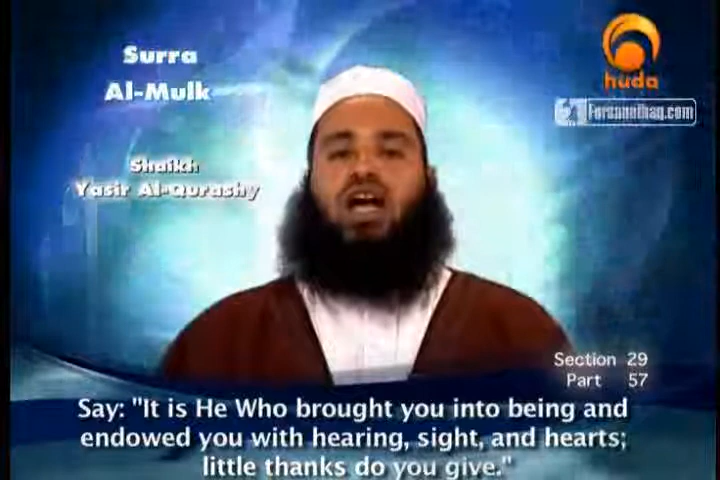 Surra
Al-Mulk
huda
Forsanelhaq.com
Shaikh
Yasir Al-Qurashy
Section 29
Part 57
Say: "It is He Who brought you into being and
endowed you with hearing, sight, and hearts;
little thanks do you give."